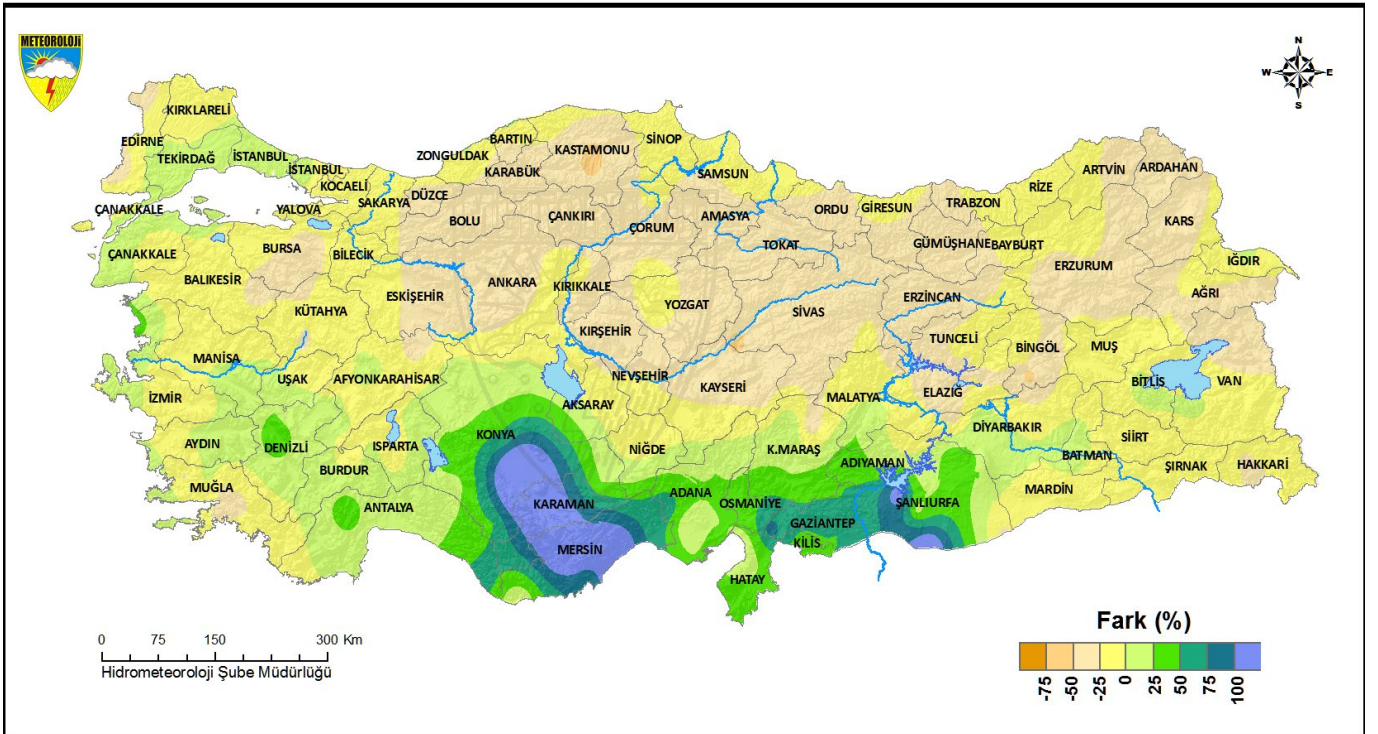 METEOROLOJİ
N
W E
S
KIRKLARELİ
EDİRNE
TEKİRDAĞ
İSTANBUL
İSTANBUL
KOCAELİ
ÇANAKKALE
YALOVA
SAKARYA
DÜZCE
ZONGULDAK
BARTIN
KARABÜK
KASTAMONU
SİNOP
SAMSUN
BOLU
ÇANKIRI
ÇORUM
AMASYA
ORDU
GİRESUN
TRABZON
RİZE
ARTVİN
ARDAHAN
KARS
TOKAT
GÜMÜŞHANE
BAYBURT
ERZURUM
IĞDIR
AĞRI
ÇANAKKALE
BALIKESİR
BURSA
BİLECİK
ESKİŞEHİR
ANKARA
KIRIKKALE
YOZGAT
SİVAS
ERZİNCAN
TUNCELİ
BİNGÖL
MUŞ
KÜTAHYA
KIRŞEHİR
MANİSA
UŞAK
AFYONKARAHİSAR
NEVŞEHİR
KAYSERİ
MALATYA
ELAZIĞ
BİTLİS
VAN
İZMİR
AKSARAY
DİYARBAKIR
SİİRT
AYDIN
DENİZLİ
ISPARTA
KONYA
NİĞDE
K.MARAŞ
ADIYAMAN
BATMAN
ŞIRNAK
HAKKARİ
BURDUR
MUĞLA
ANTALYA
KARAMAN
ADANA
OSMANİYE
GAZİANTEP
ŞANLIURFA
MARDİN
MERSİN
KİLİS
HATAY
0 75 150 300 Km
Hidrometeoroloji Şube Müdürlüğü
Fark (%)
-75 -50 -25 0 25 50 75 100